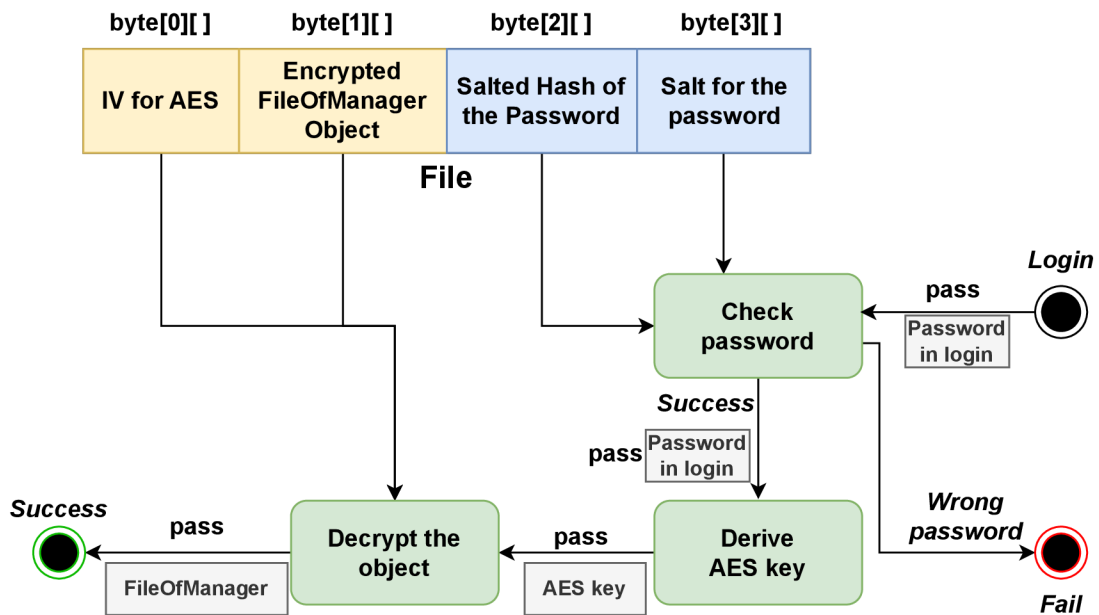 byte[0][ ]
byte[1][ ]
byte[2][ ]
byte[3][ ]
IV for AES
Encrypted
FileOfManager
Object
Salted Hash of
the Password
Salt for the
password
File
Login
Check
password
pass
Password
in login
Success
pass
Password
in login
Wrong
password
Success
pass
FileOfManager
Decrypt the
object
pass
AES key
Derive
AES key
Fail